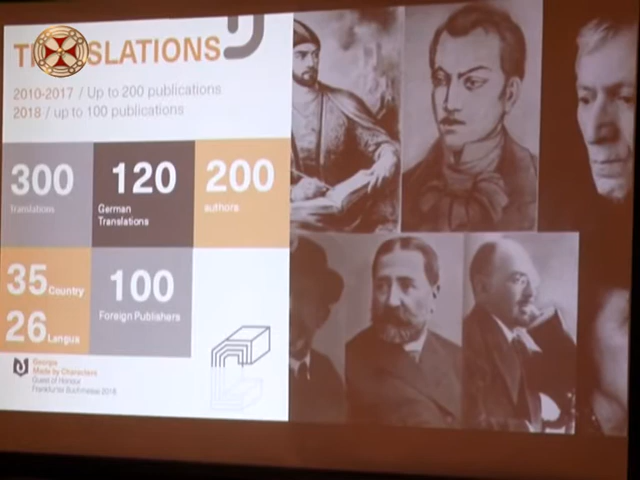 TRANSLATIONS
2010-2017 / Up to 200 publications
2018 / up to 100 publications
300
Translations
120
German
Translations
200
authors
35 Country
26 Langua
100
Foreign Publishers
Georgia
Made by Characters
Guest of Honour
Frankfurter Buchmesse 2018